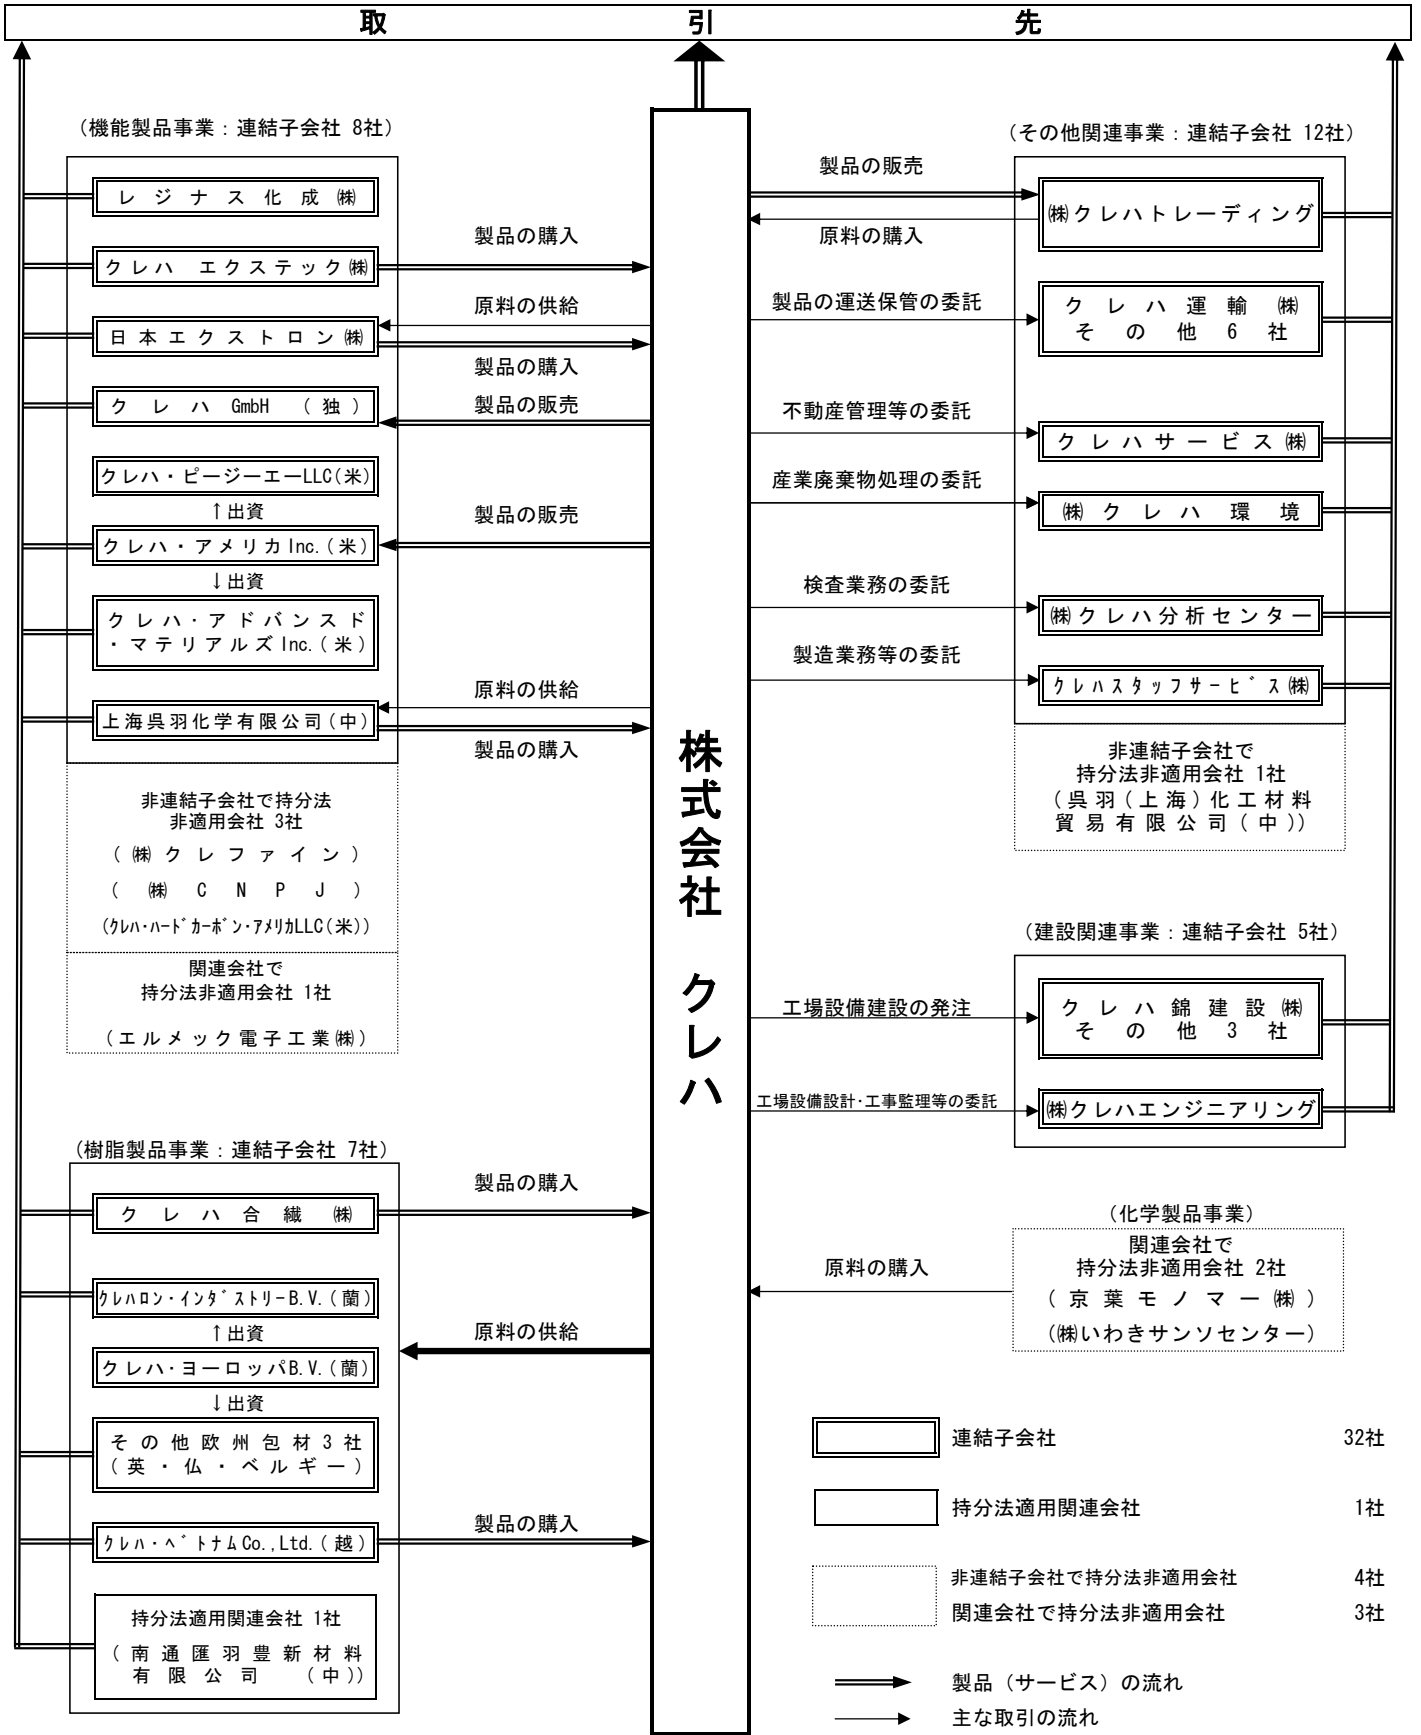 取引先
（機能製品事業：連結子会社 8社）
レジナス化成㈱
クレハ エクステック㈱
製品の購入
原料の供給
日本エクストロン㈱
製品の購入
クレハ GmbH （独）
製品の販売
クレハ・ピージーエーLLC(米)
↑出資
クレハ・アメリカInc.(米)
製品の販売
↓出資
クレハ・アドバンスド
・マテリアルズInc.(米)
原料の供給
上海呉羽化学有限公司(中)
製品の購入
非連結子会社で持分法
非適用会社 3社
(㈱クレファイン)
(㈱CNPJ)
(ｸﾚﾊ・ﾊｰﾄﾞｶｰﾎﾞﾝ・ｱﾒﾘｶLLC(米))
関連会社で
持分法非適用会社 1社
(エルメック電子工業㈱)
（樹脂製品事業：連結子会社 7社）
クレハ合繊㈱
製品の購入
ｸﾚﾊﾛﾝ・ｲﾝﾀﾞｽﾄﾘｰB.V.(蘭)
↑出資
原料の供給
クレハ・ヨーロッパB.V.(蘭)
↓出資
その他欧州包材3社
(英・仏・ベルギー)
ｸﾚﾊ・ﾍﾞﾄﾅﾑCo.,Ltd.(越)
製品の購入
持分法適用関連会社 1社
(南通匯羽豊新材料
有限公司 (中))
株式会社 クレハ
（その他関連事業：連結子会社 12社）
製品の販売
㈱クレハトレーディング
原料の購入
製品の運送保管の委託
クレハ運輸㈱
その他6社
不動産管理等の委託
クレハサービス㈱
産業廃棄物処理の委託
㈱クレハ環境
検査業務の委託
㈱クレハ分析センター
製造業務等の委託
ｸﾚﾊｽﾀｯﾌｻｰﾋﾞｽ㈱
非連結子会社で
持分法非適用会社 1社
(呉羽(上海)化工材料
貿易有限公司(中))
（建設関連事業：連結子会社 5社）
工場設備建設の発注
クレハ錦建設㈱
その他3社
工場設備設計・工事監理等の委託
㈱クレハエンジニアリング
（化学製品事業）
関連会社で
持分法非適用会社 2社
原料の購入
(京葉モノマー㈱)
(㈱いわきサンソセンター)
連結子会社 32社
持分法適用関連会社 1社
非連結子会社で持分法非適用会社 4社
関連会社で持分法非適用会社 3社
製品（サービス）の流れ
主な取引の流れ